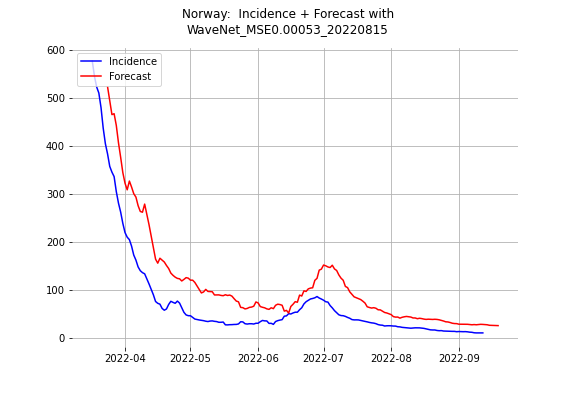 Norway:  Incidence + Forecast with
WaveNet_MSE0.00053_20220815
Incidence
Forecast
600
500
400
300
200
100
0
2022-04 2022-05 2022-06 2022-07 2022-08 2022-09